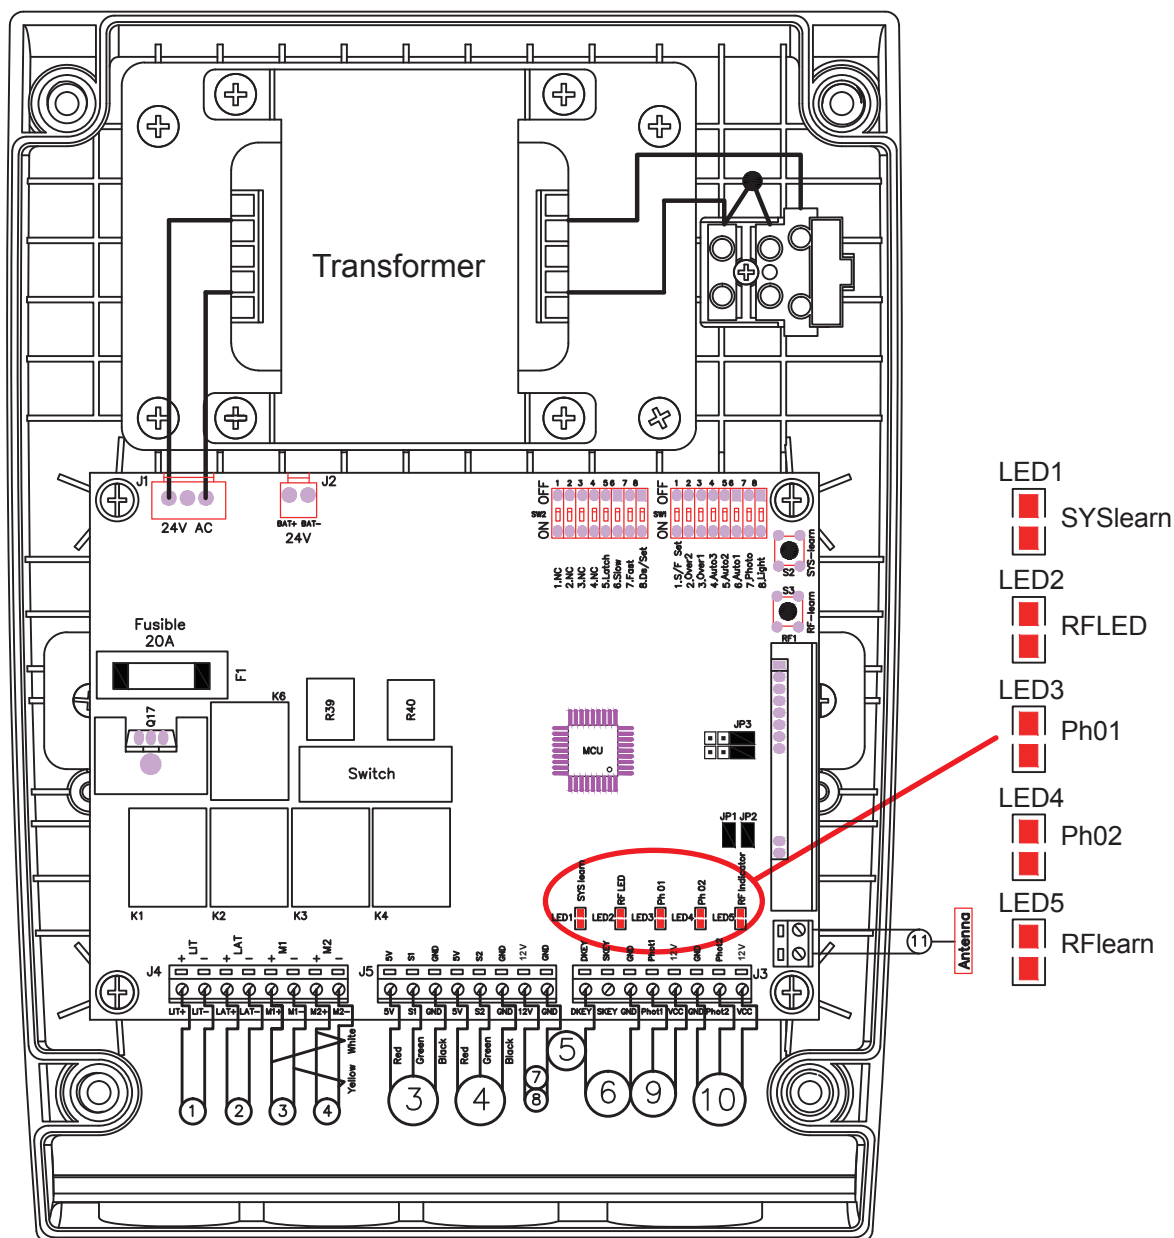 Transformer
J1
24V AC
J2
BAT+ BAT-
24V
OFF
ON
SW2
1 2 3 4 5 6 7 8
1.NC
2.NC
3.NC
4.NC
5.Latch
6.Slow
7.Fast
8.Ds/Set
OFF
ON
SW1
1 2 3 4 5 6 7 8
1.S/F Set
2.Over2
3.Over1
4.Auto3
5.Auto2
6.Auto1
7.Photo
8.Light
SYS-learn
S2
S3
RF-learn
RF1
Fusible
20A
F1
K6
Q17
R39
R40
Switch
MCU
JP3
JP1 JP2
K1
K2
K3
K4
LED1 SYS learn
LED2 RF LED
LED3 Ph 01
LED4 Ph 02
LED5 RF indicator
LIT
LAT
M1
M2
+ - + - + - + -
J4
LIT+ LIT- LAT+ LAT- M1+ M1- M2+ M2-
White
Yellow
1
2
3
4
5V S1 GND 5V S2 GND 12V GND
J5
5V S1 GND 5V S2 GND 12V GND
Red
Green
Black
Red
Green
Black
3
4
5
7
8
DKEY SKEY GND Phot1 12V GND Phot2 12V
J3
DKEY SKEY GND Phot1 VCC GND Phot2 VCC
6
9
10
11
Antenna
LED1
SYSlearn
LED2
RFLED
LED3
Ph01
LED4
Ph02
LED5
RFlearn